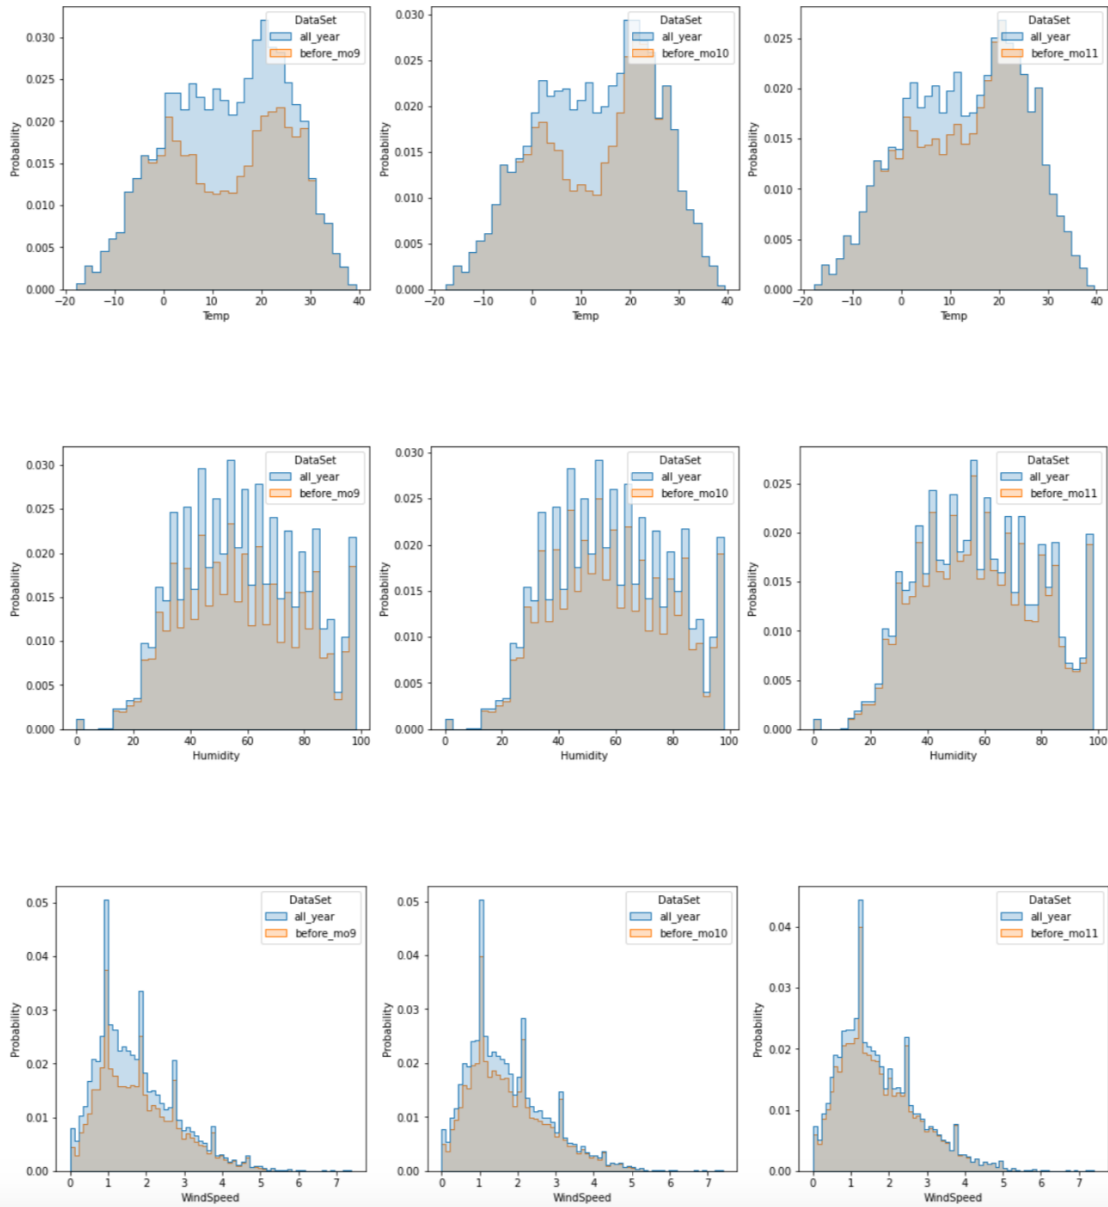 DataSet
all_year
before_mo9
0.030
0.025
0.020
0.015
0.010
0.005
0.000
Probability
−20 −10 0 10 20 30 40
Temp
DataSet
all_year
before_mo10
0.030
0.025
0.020
0.015
0.010
0.005
0.000
Probability
−20 −10 0 10 20 30 40
Temp
DataSet
all_year
before_mo11
0.025
0.020
0.015
0.010
0.005
0.000
Probability
−20 −10 0 10 20 30 40
Temp
DataSet
all_year
before_mo9
0.030
0.025
0.020
0.015
0.010
0.005
0.000
Probability
0 20 40 60 80 100
Humidity
DataSet
all_year
before_mo10
0.030
0.025
0.020
0.015
0.010
0.005
0.000
Probability
0 20 40 60 80 100
Humidity
DataSet
all_year
before_mo11
0.025
0.020
0.015
0.010
0.005
0.000
Probability
0 20 40 60 80 100
Humidity
DataSet
all_year
before_mo9
0.05
0.04
0.03
0.02
0.01
0.00
Probability
0 1 2 3 4 5 6 7
WindSpeed
DataSet
all_year
before_mo10
0.05
0.04
0.03
0.02
0.01
0.00
Probability
0 1 2 3 4 5 6 7
WindSpeed
DataSet
all_year
before_mo11
0.04
0.03
0.02
0.01
0.00
Probability
0 1 2 3 4 5 6 7
WindSpeed